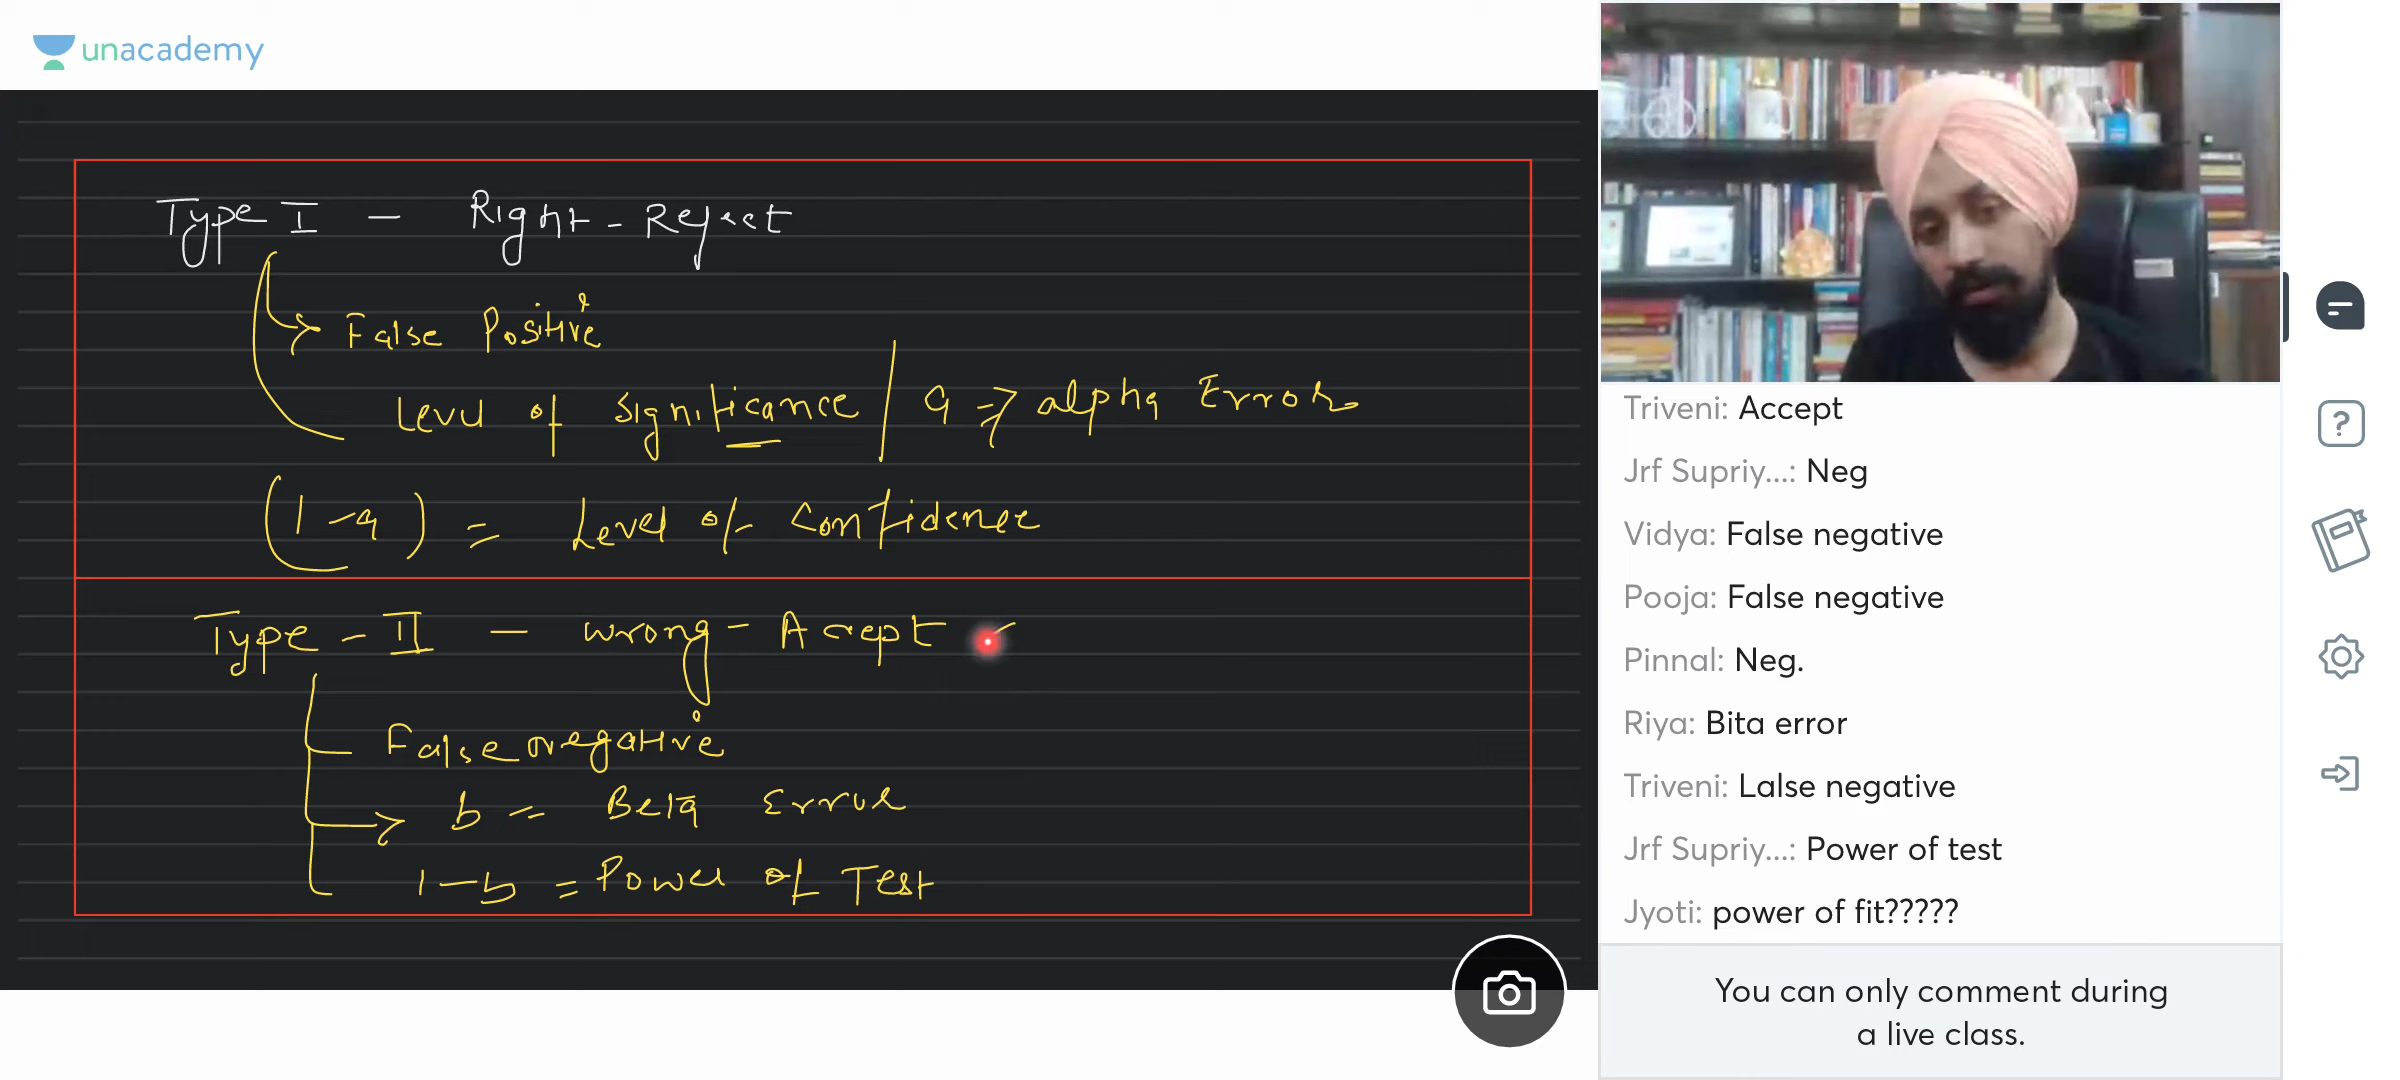 unacademy
Type I - Right - Reject
False Positive
Level of Significance / a => alpha Error
(1-a) = Level of Confidence
Type - II - Wrong - Accept
False negative
b = Beta Error
1-b = Power of Test
Triveni: Accept
Jrf Supriy...: Neg
Vidya: False negative
Pooja: False negative
Pinnal: Neg.
Riya: Bita error
Triveni: Lalse negative
Jrf Supriy...: Power of test
Jyoti: power of fit?????
You can only comment during
a live class.